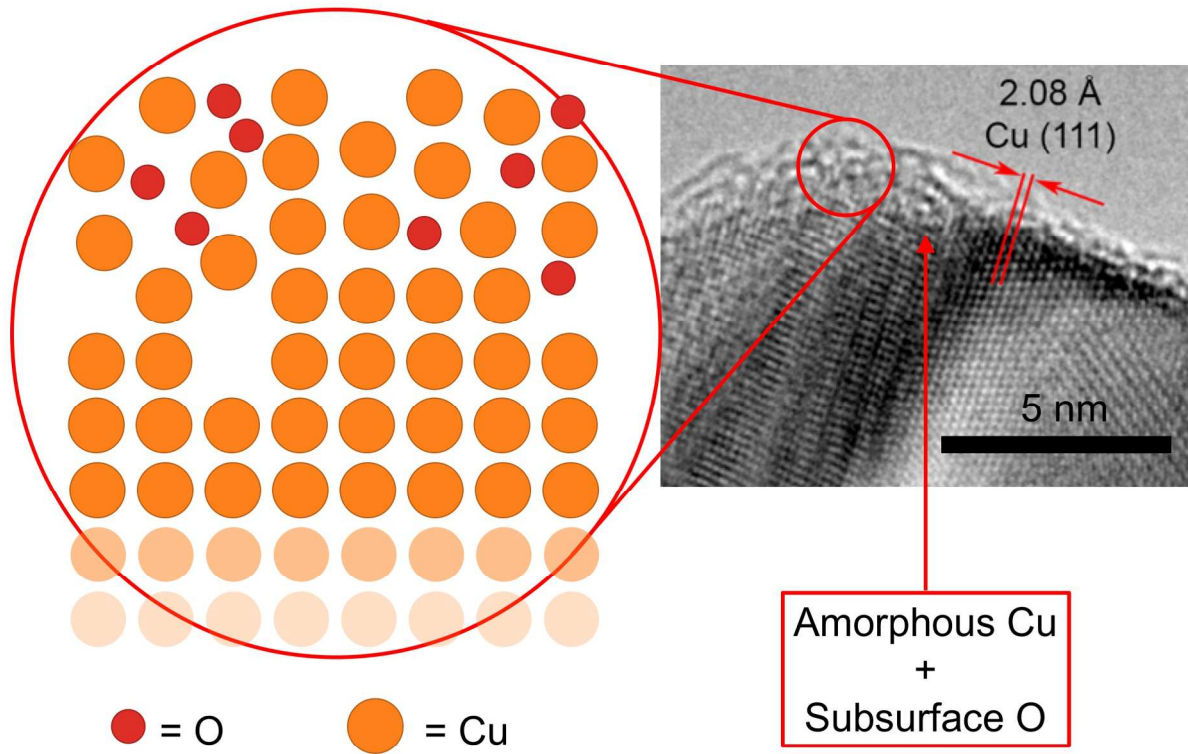 2.08 Å
Cu (111)
5 nm
Amorphous Cu
+
Subsurface O
= O
= Cu